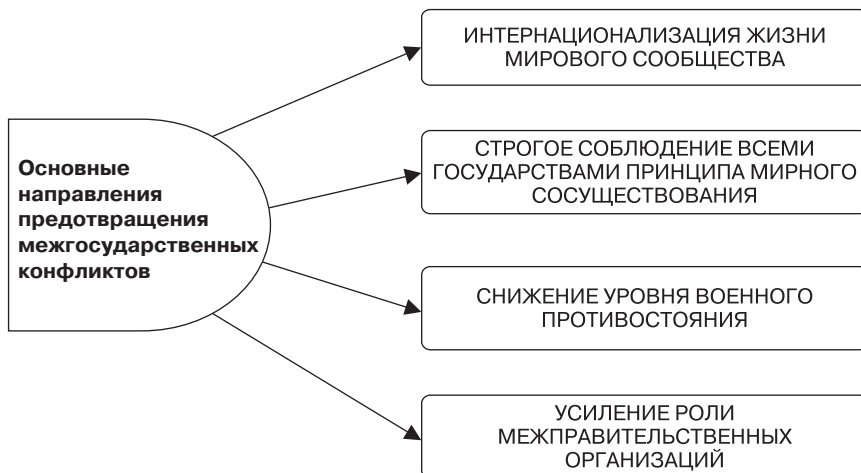 Основные
направления
предотвращения
межгосударственных
конфликтов
ИНТЕРНАЦИОНАЛИЗАЦИЯ ЖИЗНИ
МИРОВОГО СООБЩЕСТВА
СТРОГОЕ СОБЛЮДЕНИЕ ВСЕМИ
ГОСУДАРСТВАМИ ПРИНЦИПА МИРНОГО
СОСУЩЕСТВОВАНИЯ
СНИЖЕНИЕ УРОВНЯ ВОЕННОГО
ПРОТИВОСТОЯНИЯ
УСИЛЕНИЕ РОЛИ
МЕЖПРАВИТЕЛЬСТВЕННЫХ
ОРГАНИЗАЦИЙ